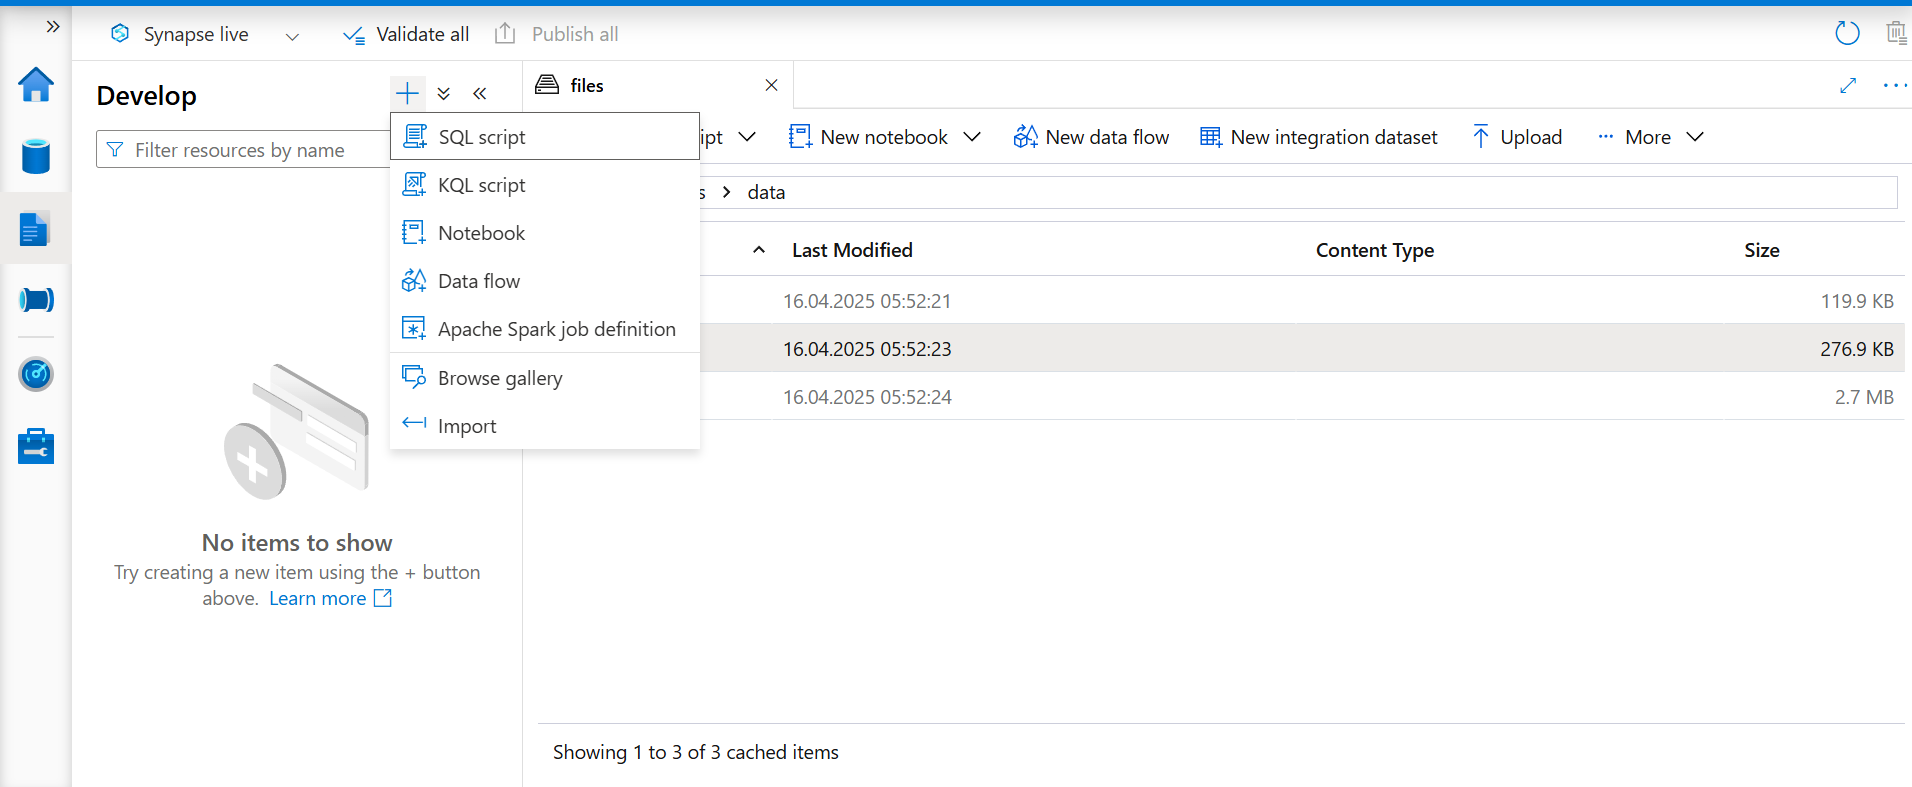 Synapse live
Validate all
Publish all
Develop
files
Filter resources by name
SQL script
KQL script
Notebook
Data flow
Apache Spark job definition
Browse gallery
Import
New notebook
New data flow
New integration dataset
Upload
More
data
Last Modified
Content Type
Size
16.04.2025 05:52:21
119.9 KB
16.04.2025 05:52:23
276.9 KB
16.04.2025 05:52:24
2.7 MB
No items to show
Try creating a new item using the + button
above. Learn more
Showing 1 to 3 of 3 cached items